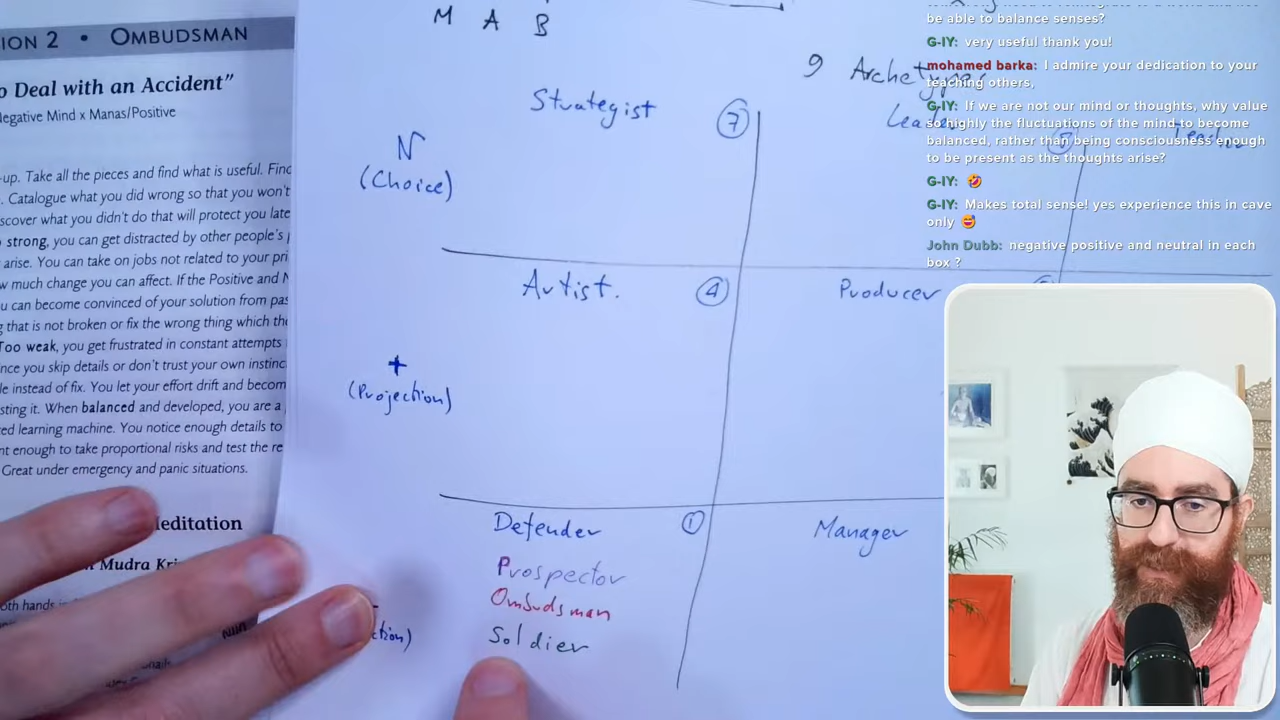 ION 2 • OMBUDSMAN
o Deal with an Accident"
Negative Mind x Manas/Positive
-up. Take all the pieces and find what is useful. Find
. Catalogue what you did wrong so that you won't
scover what you didn't do that will protect you late
strong, you can get distracted by other people's
arise. You can take on jobs not related to your pri
w much change you can affect. If the Positive and N
u can become convinced of your solution from pas
g that is not broken or fix the wrong thing which the
Too weak, you get frustrated in constant attempts
nce you skip details or don't trust your own instinc
le instead of fix. You let your effort drift and becom
sting it. When balanced and developed, you are a
ed learning machine. You notice enough details to
nt enough to take proportional risks and test the re
Great under emergency and panic situations.
editation
Mudra Kri
oth hands in
M A B
9 Archetypes
Strategist 7
Leader
Teacher
N
(Choice)
Artist. 4
Producer
+
(Projection)
Defender 1
Manager
Prospector
Ombudsman
Soldier
ction)
be able to balance senses?
G-IY: very useful thank you!
mohamed barka: I admire your dedication to your
teaching others,
G-IY: If we are not our mind or thoughts, why value
so highly the fluctuations of the mind to become
balanced, rather than being consciousness enough
to be present as the thoughts arise?
G-IY: 🤣
G-IY: Makes total sense! yes experience this in cave
only 😅
John Dubb: negative positive and neutral in each
box ?